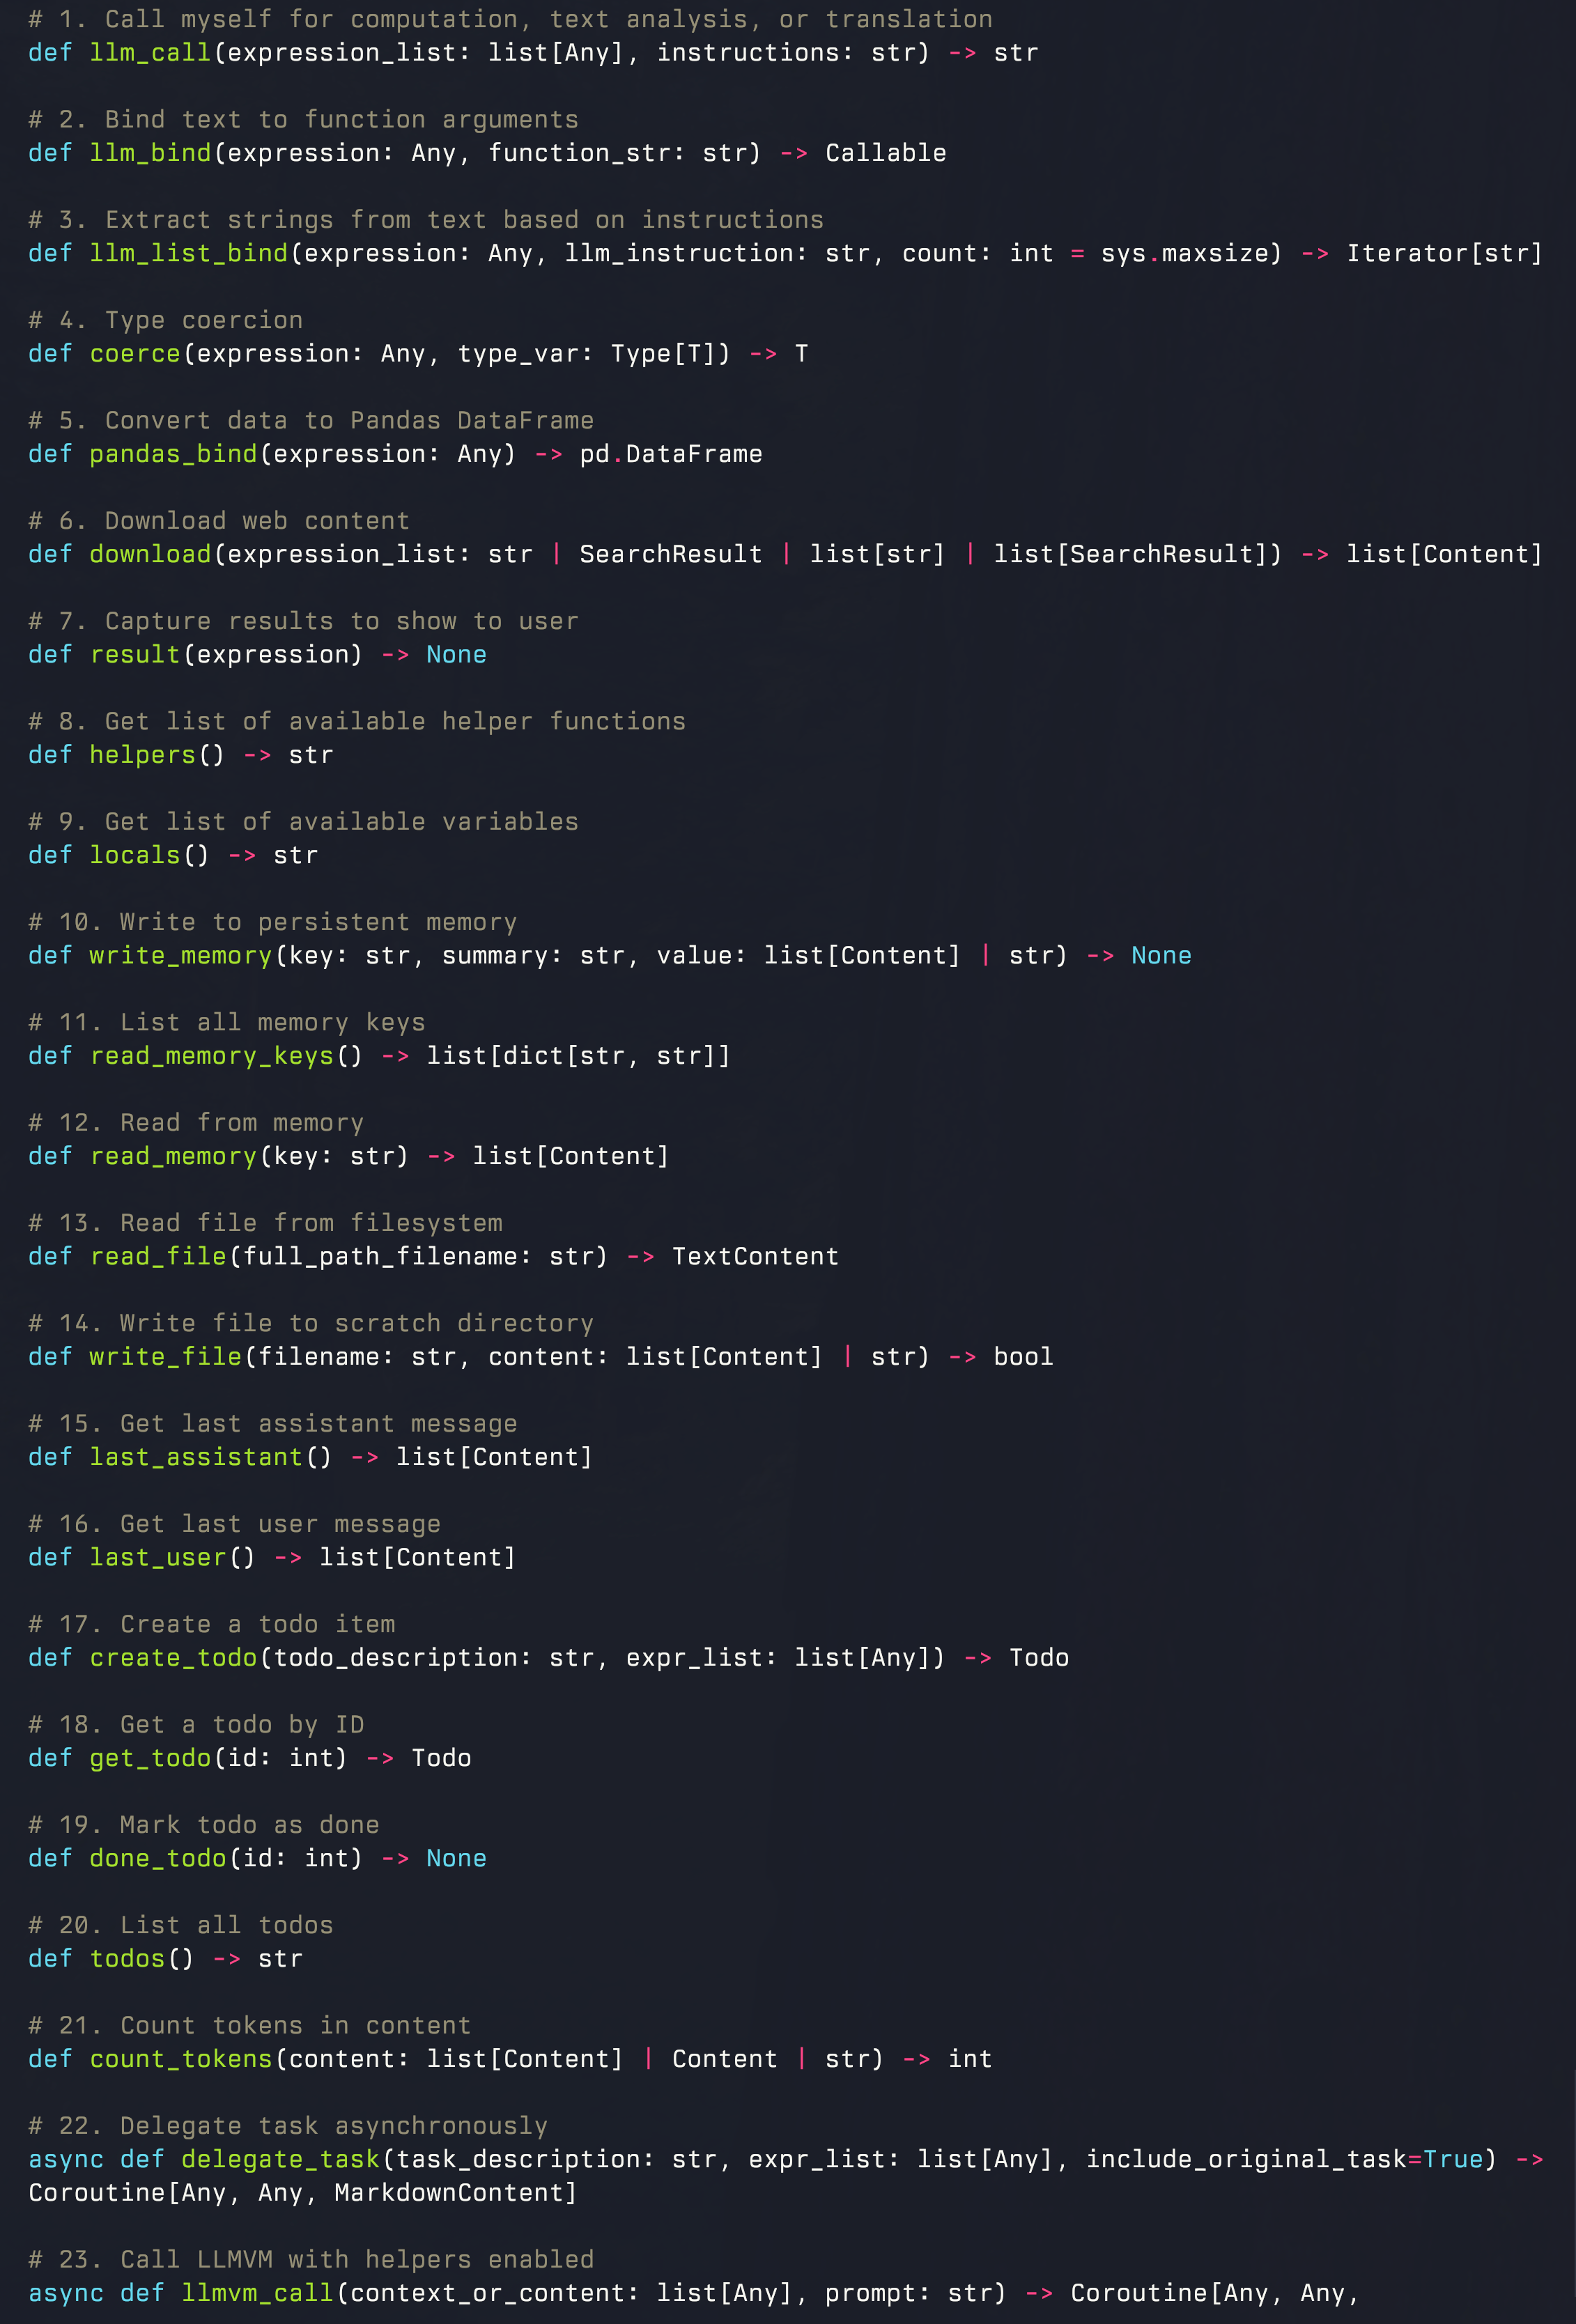 # 1. Call myself for computation, text analysis, or translation
def llm_call(expression_list: list[Any], instructions: str) -> str
# 2. Bind text to function arguments
def llm_bind(expression: Any, function_str: str) -> Callable
# 3. Extract strings from text based on instructions
def llm_list_bind(expression: Any, llm_instruction: str, count: int = sys.maxsize) -> Iterator[str]
# 4. Type coercion
def coerce(expression: Any, type_var: Type[T]) -> T
# 5. Convert data to Pandas DataFrame
def pandas_bind(expression: Any) -> pd.DataFrame
# 6. Download web content
def download(expression_list: str | SearchResult | list[str] | list[SearchResult]) -> list[Content]
# 7. Capture results to show to user
def result(expression) -> None
# 8. Get list of available helper functions
def helpers() -> str
# 9. Get list of available variables
def locals() -> str
# 10. Write to persistent memory
def write_memory(key: str, summary: str, value: list[Content] | str) -> None
# 11. List all memory keys
def read_memory_keys() -> list[dict[str, str]]
# 12. Read from memory
def read_memory(key: str) -> list[Content]
# 13. Read file from filesystem
def read_file(full_path_filename: str) -> TextContent
# 14. Write file to scratch directory
def write_file(filename: str, content: list[Content] | str) -> bool
# 15. Get last assistant message
def last_assistant() -> list[Content]
# 16. Get last user message
def last_user() -> list[Content]
# 17. Create a todo item
def create_todo(todo_description: str, expr_list: list[Any]) -> Todo
# 18. Get a todo by ID
def get_todo(id: int) -> Todo
# 19. Mark todo as done
def done_todo(id: int) -> None
# 20. List all todos
def todos() -> str
# 21. Count tokens in content
def count_tokens(content: list[Content] | Content | str) -> int
# 22. Delegate task asynchronously
async def delegate_task(task_description: str, expr_list: list[Any], include_original_task=True) ->
Coroutine[Any, Any, MarkdownContent]
# 23. Call LLMVM with helpers enabled
async def llmvm_call(context_or_content: list[Any], prompt: str) -> Coroutine[Any, Any,